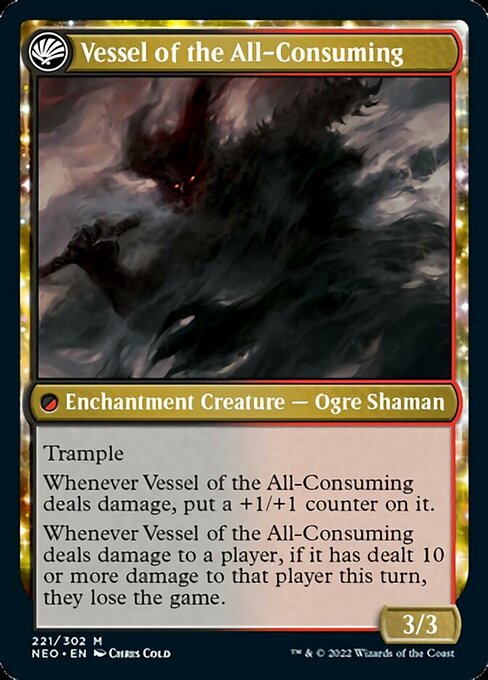 Vessel of the All-Consuming
Enchantment Creature — Ogre Shaman
Trample
Whenever Vessel of the All-Consuming
deals damage, put a +1/+1 counter on it.
Whenever Vessel of the All-Consuming
deals damage to a player, if it has dealt 10
or more damage to that player this turn,
they lose the game.
3/3
221/302 M
NEO • EN Chris Cold
™ & © 2022 Wizards of the Coast